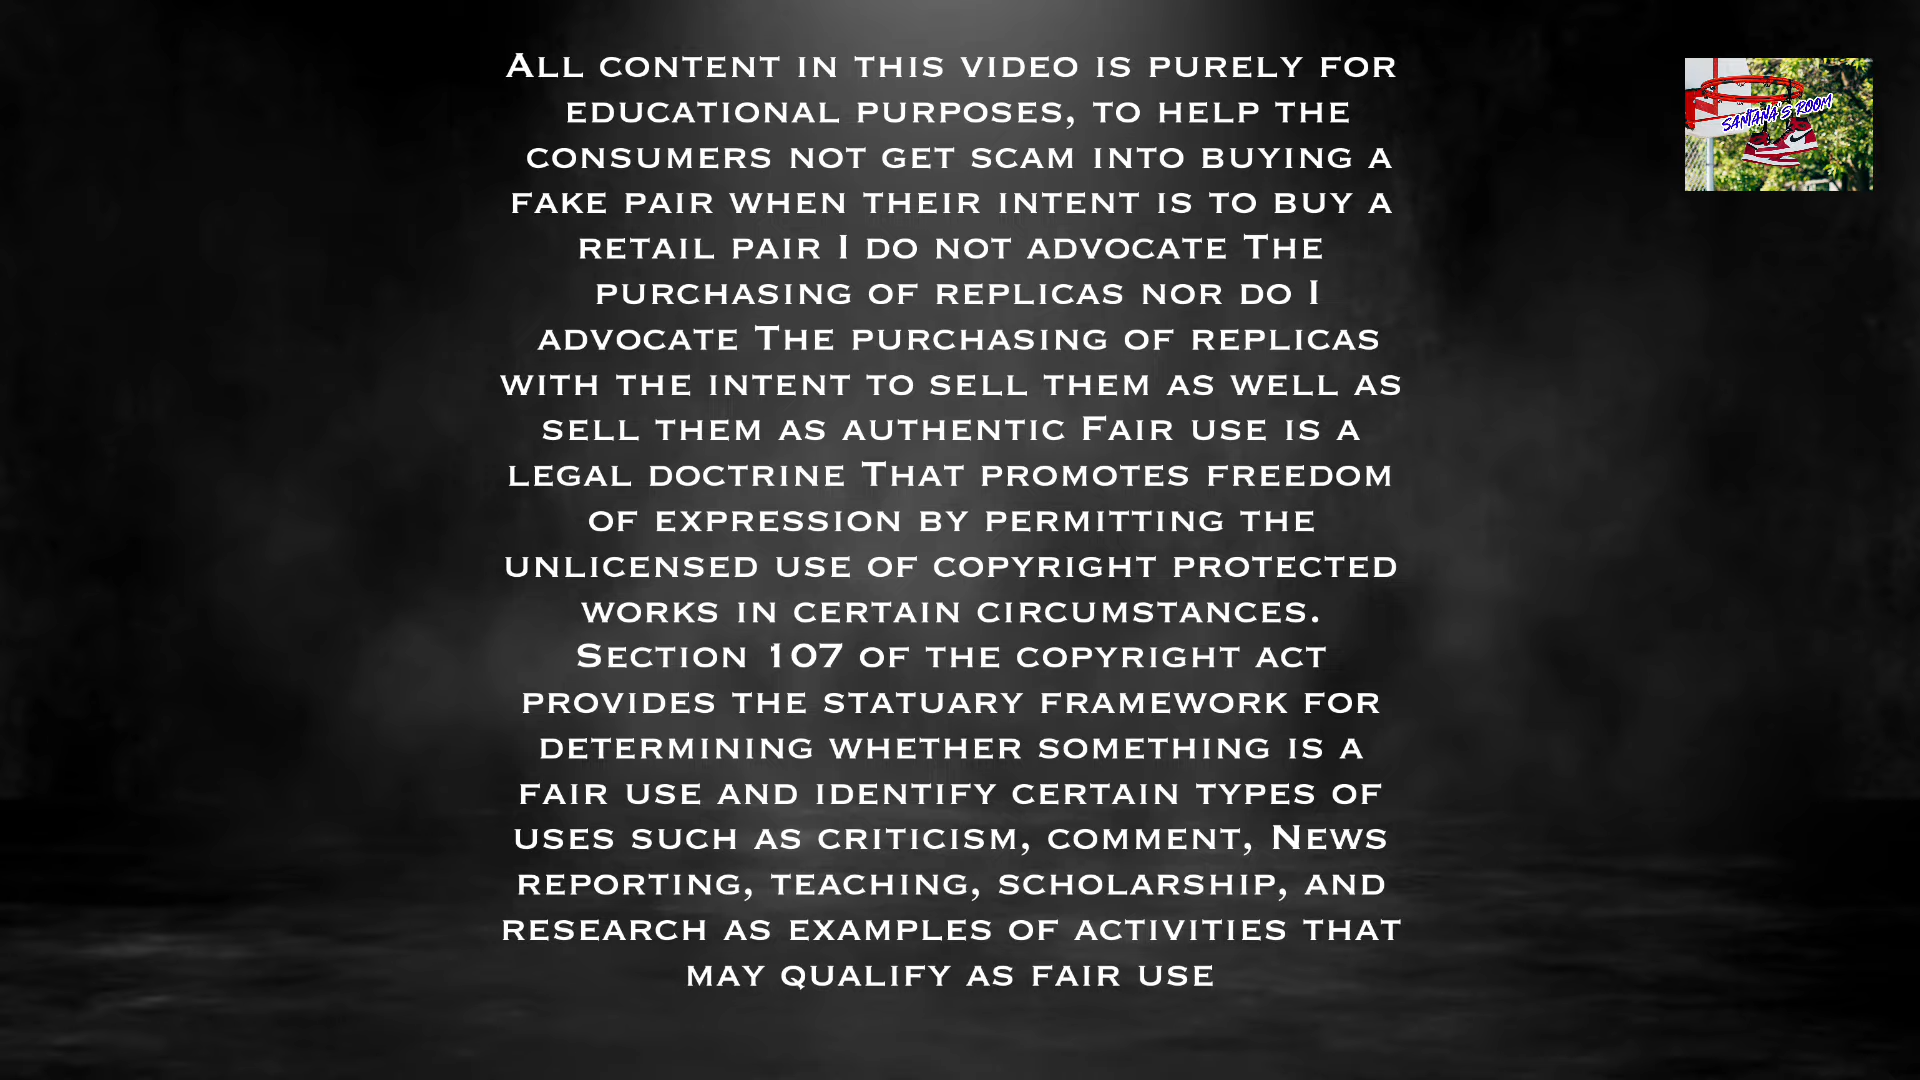 All content in this video is purely for
educational purposes, to help the
consumers not get scam into buying a
fake pair when their intent is to buy a
retail pair I do not advocate The
purchasing of replicas nor do I
advocate The purchasing of replicas
with the intent to sell them as well as
sell them as authentic Fair use is a
legal doctrine That promotes freedom
of expression by permitting the
unlicensed use of copyright protected
works in certain circumstances.
Section 107 of the copyright act
provides the statuary framework for
determining whether something is a
fair use and identify certain types of
uses such as criticism, comment, News
reporting, teaching, scholarship, and
research as examples of activities that
may qualify as fair use
SANTANA'S ROOM